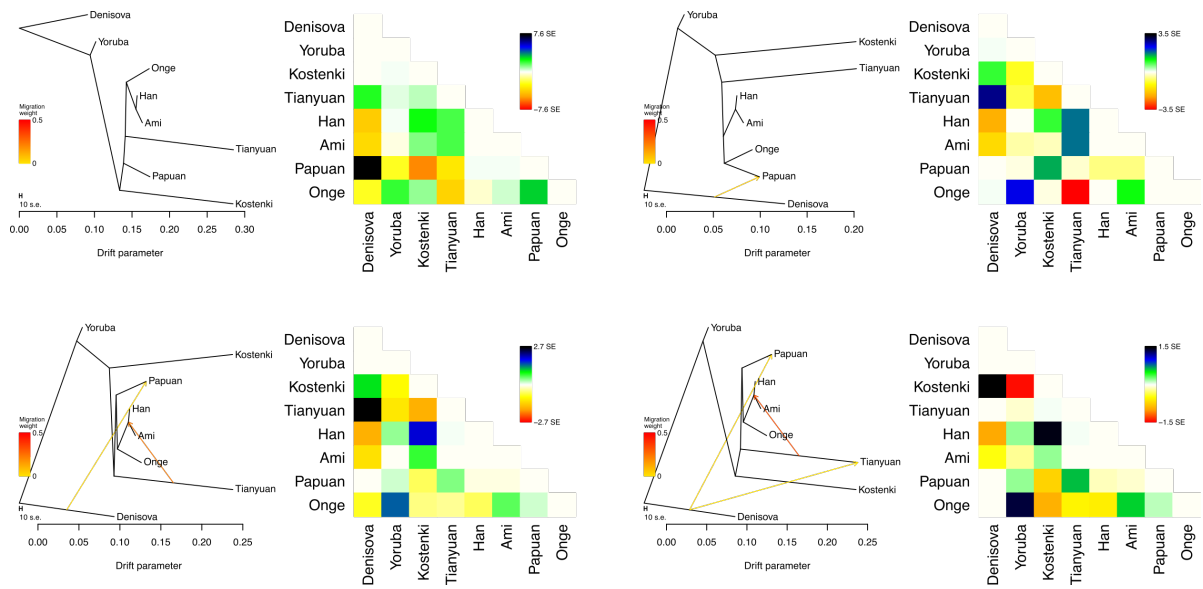 Denisova
Yoruba
Onge
Han
Ami
Tianyuan
Papuan
Kostenki
Migration
weight
0.5
0
10 s.e.
0.00 0.05 0.10 0.15 0.20 0.25 0.30
Drift parameter
Denisova
Yoruba
Kostenki
Tianyuan
Han
Ami
Papuan
Onge
7.6 SE
−7.6 SE
Denisova Yoruba Kostenki Tianyuan Han Ami Papuan Onge
Yoruba
Kostenki
Tianyuan
Han
Ami
Onge
Papuan
Denisova
Migration
weight
0.5
0
10 s.e.
0.00 0.05 0.10 0.15 0.20
Drift parameter
Denisova
Yoruba
Kostenki
Tianyuan
Han
Ami
Papuan
Onge
3.5 SE
−3.5 SE
Denisova Yoruba Kostenki Tianyuan Han Ami Papuan Onge
Yoruba
Kostenki
Papuan
Han
Ami
Onge
Tianyuan
Denisova
Migration
weight
0.5
0
10 s.e.
0.00 0.05 0.10 0.15 0.20 0.25
Drift parameter
Denisova
Yoruba
Kostenki
Tianyuan
Han
Ami
Papuan
Onge
2.7 SE
−2.7 SE
Denisova Yoruba Kostenki Tianyuan Han Ami Papuan Onge
Yoruba
Papuan
Han
Ami
Onge
Tianyuan
Kostenki
Denisova
Migration
weight
0.5
0
10 s.e.
0.00 0.05 0.10 0.15 0.20 0.25
Drift parameter
Denisova
Yoruba
Kostenki
Tianyuan
Han
Ami
Papuan
Onge
1.5 SE
−1.5 SE
Denisova Yoruba Kostenki Tianyuan Han Ami Papuan Onge